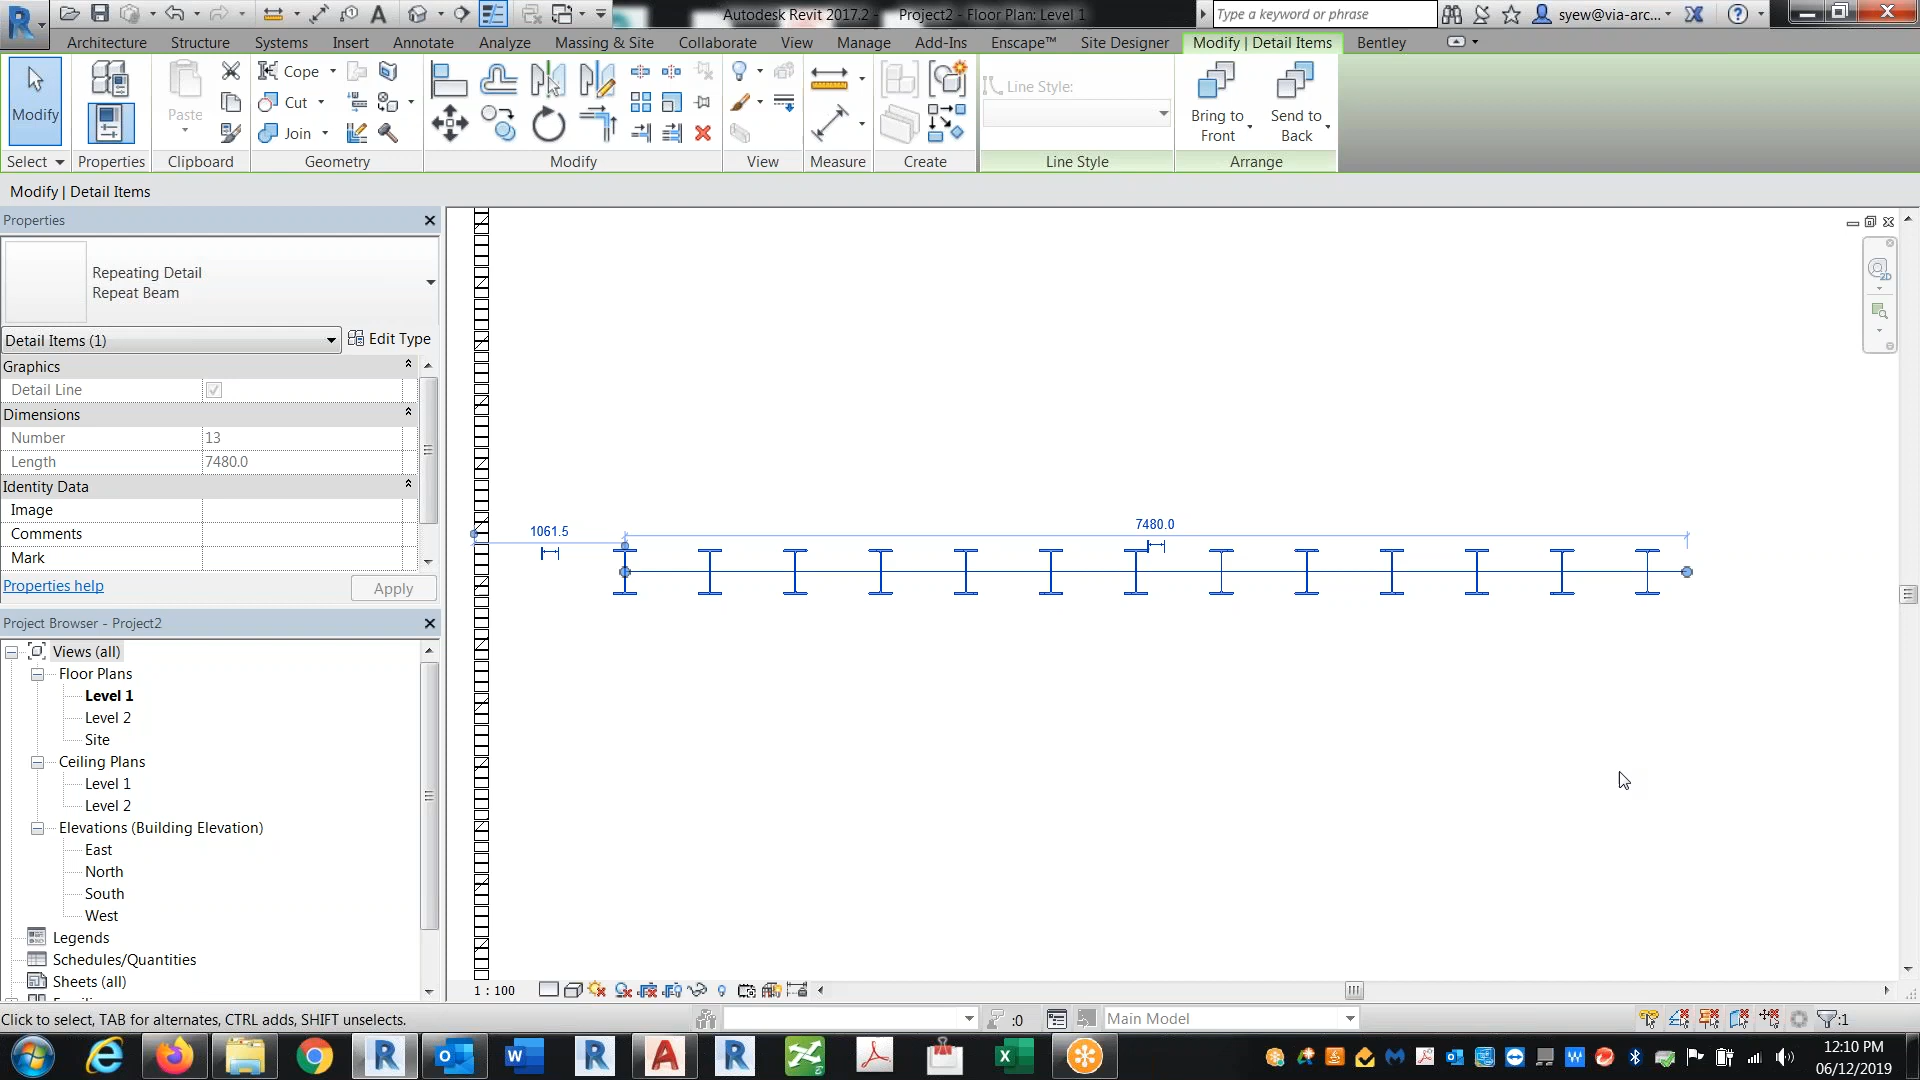 Autodesk Revit 2017.2 - Project2 - Floor Plan: Level 1
Type a keyword or phrase
syew@via-arc...
Architecture Structure Systems Insert Annotate Analyze Massing & Site Collaborate View Manage Add-Ins Enscape™ Site Designer Modify | Detail Items Bentley
Modify
Paste
Cope
Cut
Join
Line Style:
Bring to
Front
Send to
Back
Select Properties Clipboard Geometry Modify View Measure Create Line Style Arrange
Modify | Detail Items
Properties
Repeating Detail
Repeat Beam
Detail Items (1)
Edit Type
Graphics
Detail Line
Dimensions
Number 13
Length 7480.0
Identity Data
Image
Comments
Mark
Properties help
Apply
1061.5
7480.0
2D
Project Browser - Project2
Views (all)
Floor Plans
Level 1
Level 2
Site
Ceiling Plans
Level 1
Level 2
Elevations (Building Elevation)
East
North
South
West
Legends
Schedules/Quantities
Sheets (all)
1 : 100
Click to select, TAB for alternates, CTRL adds, SHIFT unselects.
:0
Main Model
:1
12:10 PM
06/12/2019